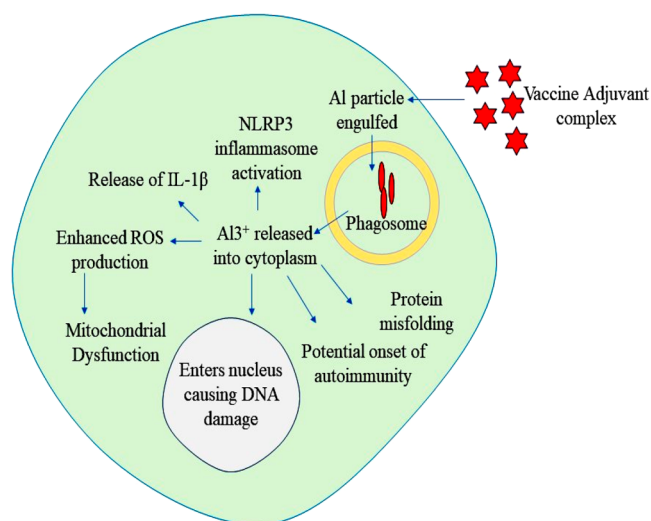 Vaccine Adjuvant
complex
Al particle
engulfed
Phagosome
NLRP3
inflammasome
activation
Release of IL-1β
Al3⁺ released
into cytoplasm
Enhanced ROS
production
Mitochondrial
Dysfunction
Enters nucleus
causing DNA
damage
Potential onset of
autoimmunity
Protein
misfolding